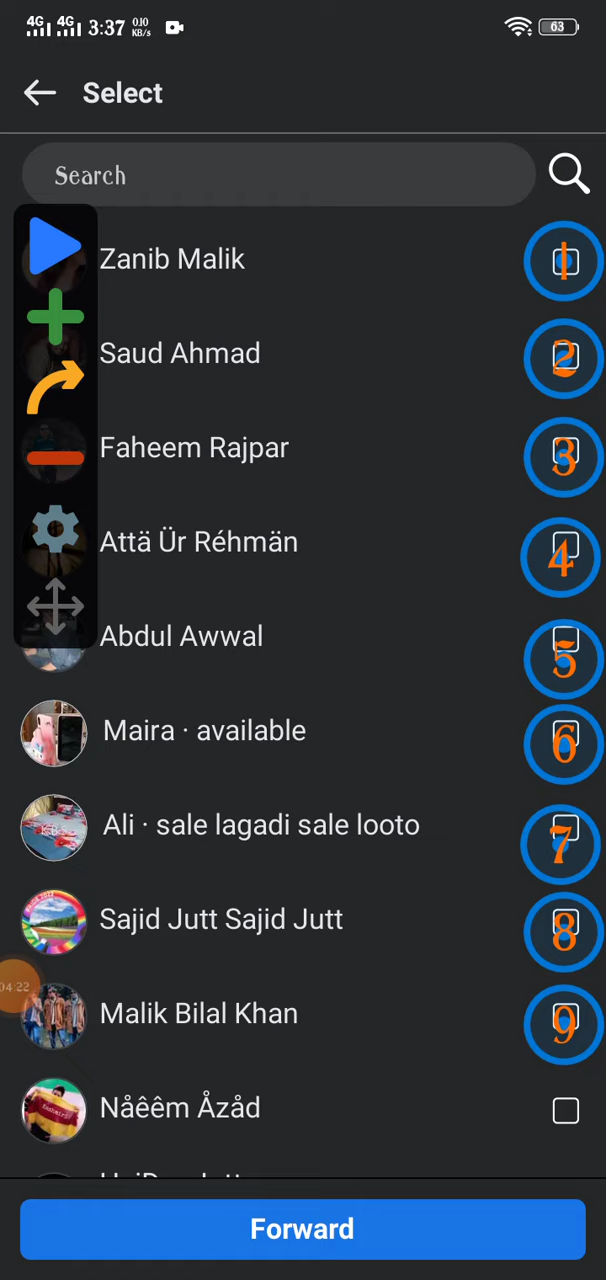 4G 4G 3:37 0.10 KB/s 63
Select
Search
Zanib Malik 1
Saud Ahmad 2
Faheem Rajpar 3
Attä Ür Réhmän 4
Abdul Awwal 5
Maira · available 6
Ali · sale lagadi sale looto 7
Sajid Jutt Sajid Jutt 8
04:22
Malik Bilal Khan 9
Nåêêm Åzåd
Forward